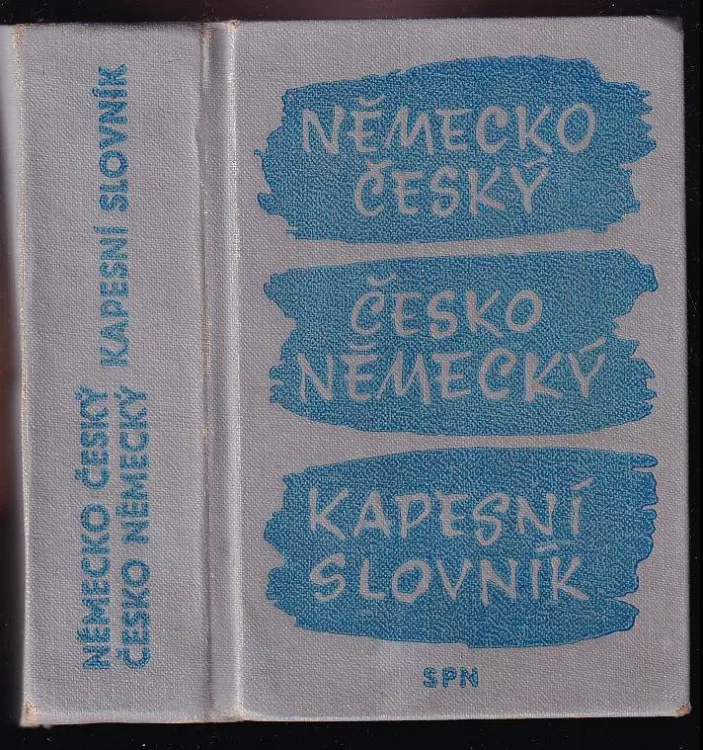 NĚMECKO ČESKÝ
ČESKO NĚMECKÝ
KAPESNÍ SLOVNÍK
NĚMECKO
ČESKÝ
ČESKO
NĚMECKÝ
KAPESNÍ
SLOVNÍK
SPN